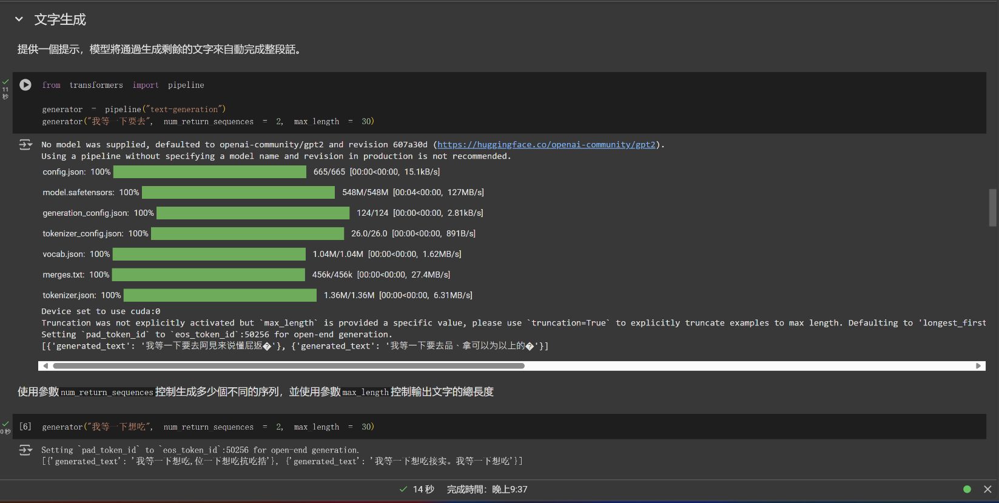 文字生成
提供一個提示，模型將通過生成剩餘的文字來自動完成整段話。
11
秒
from transformers import pipeline
generator = pipeline("text-generation")
generator("我等一下要去", num_return_sequences = 2, max_length = 30)
No model was supplied, defaulted to openai-community/gpt2 and revision 607a30d (https://huggingface.co/openai-community/gpt2).
Using a pipeline without specifying a model name and revision in production is not recommended.
config.json: 100% 665/665 [00:00<00:00, 15.1kB/s]
model.safetensors: 100% 548M/548M [00:04<00:00, 127MB/s]
generation_config.json: 100% 124/124 [00:00<00:00, 2.81kB/s]
tokenizer_config.json: 100% 26.0/26.0 [00:00<00:00, 891B/s]
vocab.json: 100% 1.04M/1.04M [00:00<00:00, 1.62MB/s]
merges.txt: 100% 456k/456k [00:00<00:00, 27.4MB/s]
tokenizer.json: 100% 1.36M/1.36M [00:00<00:00, 6.31MB/s]
Device set to use cuda:0
Truncation was not explicitly activated but `max_length` is provided a specific value, please use `truncation=True` to explicitly truncate examples to max length. Defaulting to 'longest_first
Setting `pad_token_id` to `eos_token_id`:50256 for open-end generation.
[{'generated_text': '我等一下要去阿見来说懂屁返�'}, {'generated_text': '我等一下要去品、拿可以为以上的�'}]
使用參數num_return_sequences控制生成多少個不同的序列，並使用參數max_length控制輸出文字的總長度
0 秒
[6] generator("我等一下想吃", num_return_sequences = 2, max_length = 30)
Setting `pad_token_id` to `eos_token_id`:50256 for open-end generation.
[{'generated_text': '我等一下想吃,位一下想吃抗吃捨'}, {'generated_text': '我等一下想吃接实。我等一下想吃'}]
14 秒 完成時間：晚上9:37